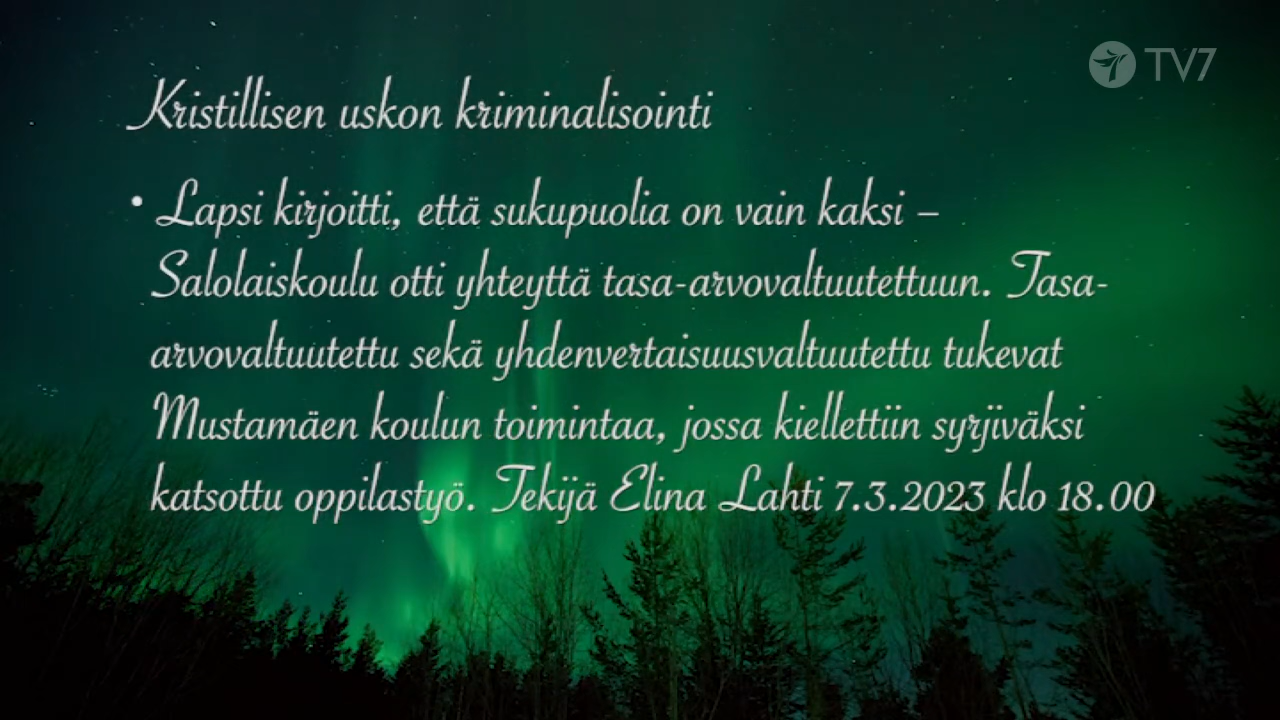 TV7
Kristillisen uskon kriminalisointi
• Lapsi kirjoitti, että sukupuolia on vain kaksi –
Salolaiskoulu otti yhteyttä tasa-arvovaltuutettuun. Tasa-
arvovaltuutettu sekä yhdenvertaisuusvaltuutettu tukevat
Mustamäen koulun toimintaa, jossa kiellettiin syrjiväksi
katsottu oppilastyö. Tekijä Elina Lahti 7.3.2023 klo 18.00